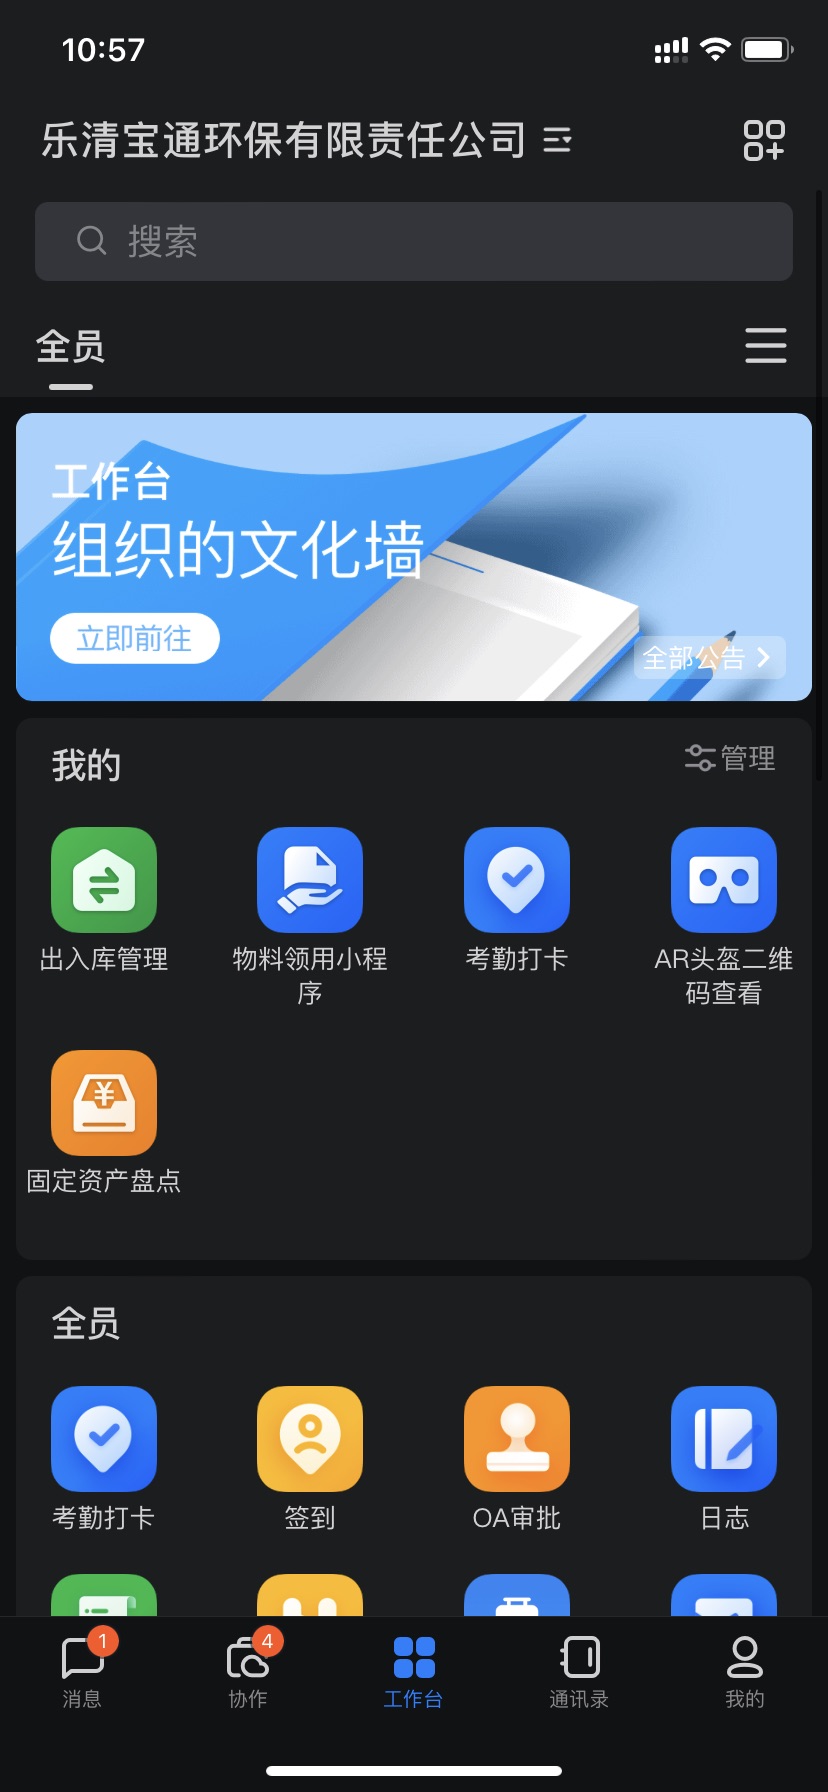 10:57
乐清宝通环保有限责任公司
搜索
全员
工作台
组织的文化墙
立即前往
全部公告
我的
管理
出入库管理
物料领用小程
序
考勤打卡
AR头盔二维
码查看
¥
固定资产盘点
全员
考勤打卡
签到
OA审批
日志
1
4
消息
协作
工作台
通讯录
我的